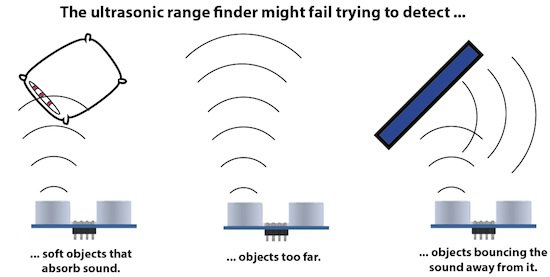 The ultrasonic range finder might fail trying to detect ...
... soft objects that
absorb sound.
... objects too far.
... objects bouncing the
sound away from it.